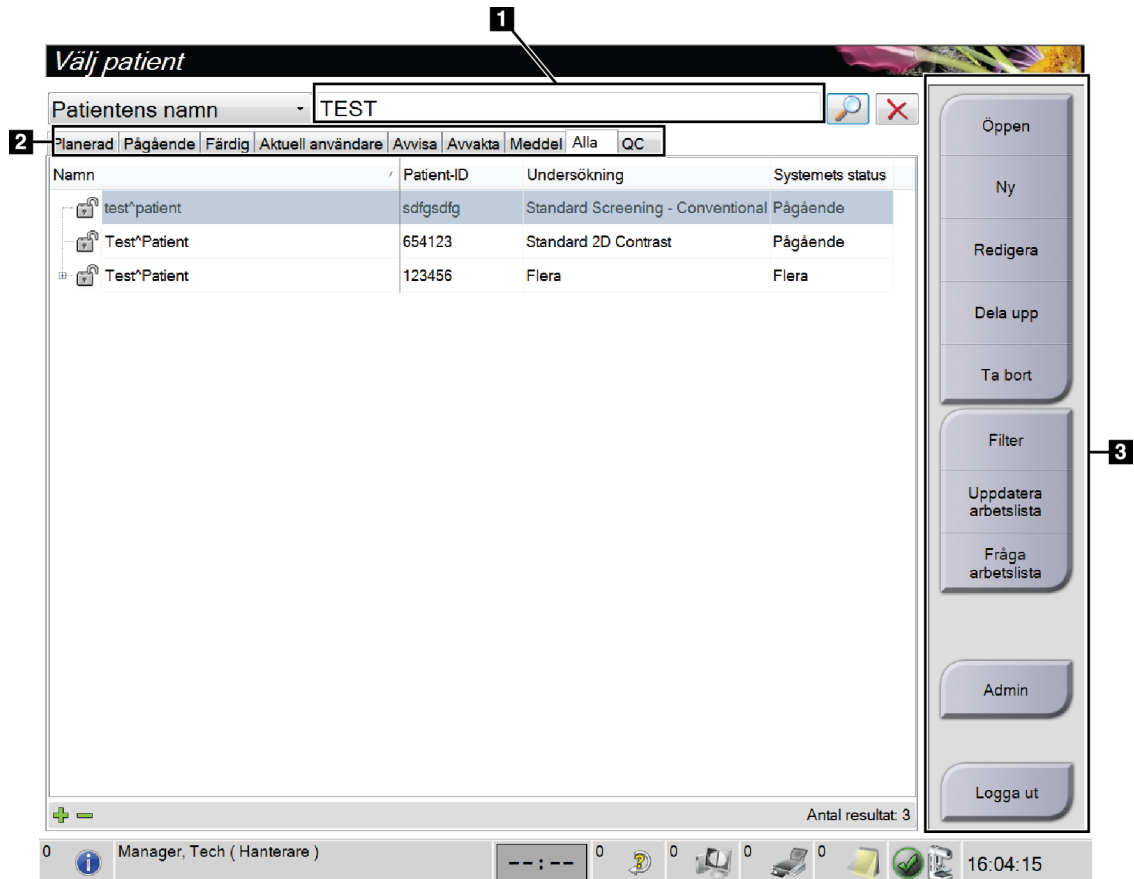 1
Välj patient
Patientens namn TEST
2
Planerad Pågående Färdig Aktuell användare Avvisa Avvakta Meddel Alla QC
Namn Patient-ID Undersökning Systemets status
test^patient sdfgsdfg Standard Screening - Conventional Pågående
Test^Patient 654123 Standard 2D Contrast Pågående
Test^Patient 123456 Flera Flera
Antal resultat: 3
Öppen
Ny
Redigera
Dela upp
Ta bort
Filter
Uppdatera
arbetslista
Fråga
arbetslista
Admin
Logga ut
3
0 Manager, Tech ( Hanterare ) --:-- 0 0 0 0 16:04:15